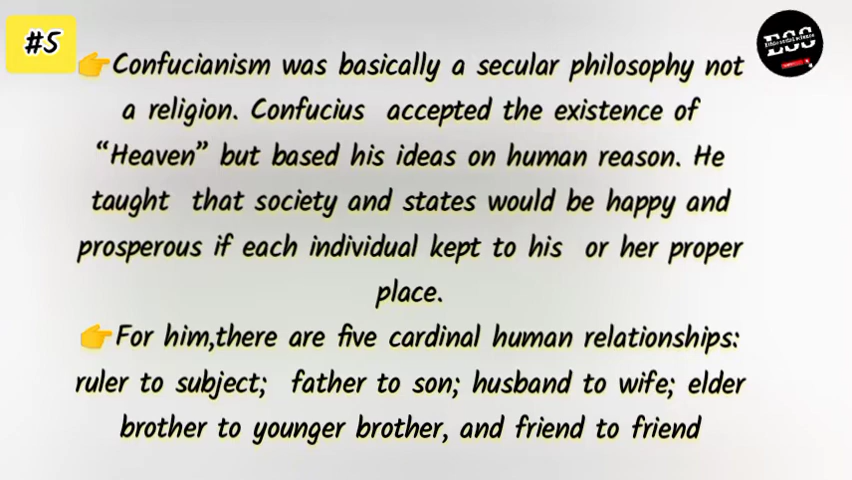 #5
👉Confucianism was basically a secular philosophy not
a religion. Confucius accepted the existence of
“Heaven” but based his ideas on human reason. He
taught that society and states would be happy and
prosperous if each individual kept to his or her proper
place.
👉For him,there are five cardinal human relationships:
ruler to subject; father to son; husband to wife; elder
brother to younger brother, and friend to friend